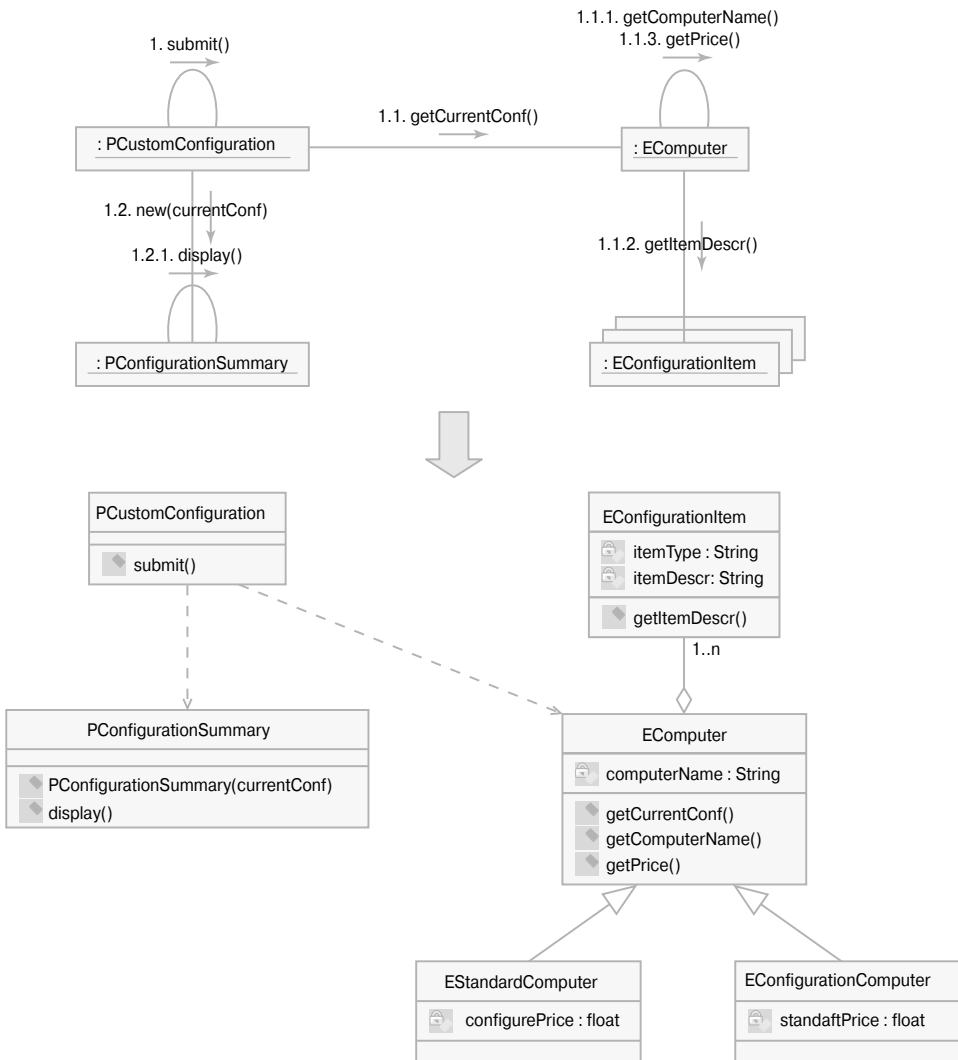 1. submit()
1.1.1. getComputerName()
1.1.3. getPrice()
1.1. getCurrentConf()
: PCustomConfiguration
: EComputer
1.2. new(currentConf)
1.2.1. display()
1.1.2. getItemDescr()
: PConfigurationSummary
: EConfigurationItem
PCustomConfiguration
submit()
EConfigurationItem
itemType : String
itemDescr: String
getItemDescr()
1..n
PConfigurationSummary
PConfigurationSummary(currentConf)
display()
EComputer
computerName : String
getCurrentConf()
getComputerName()
getPrice()
EStandardComputer
configurePrice : float
EConfigurationComputer
standaftPrice : float